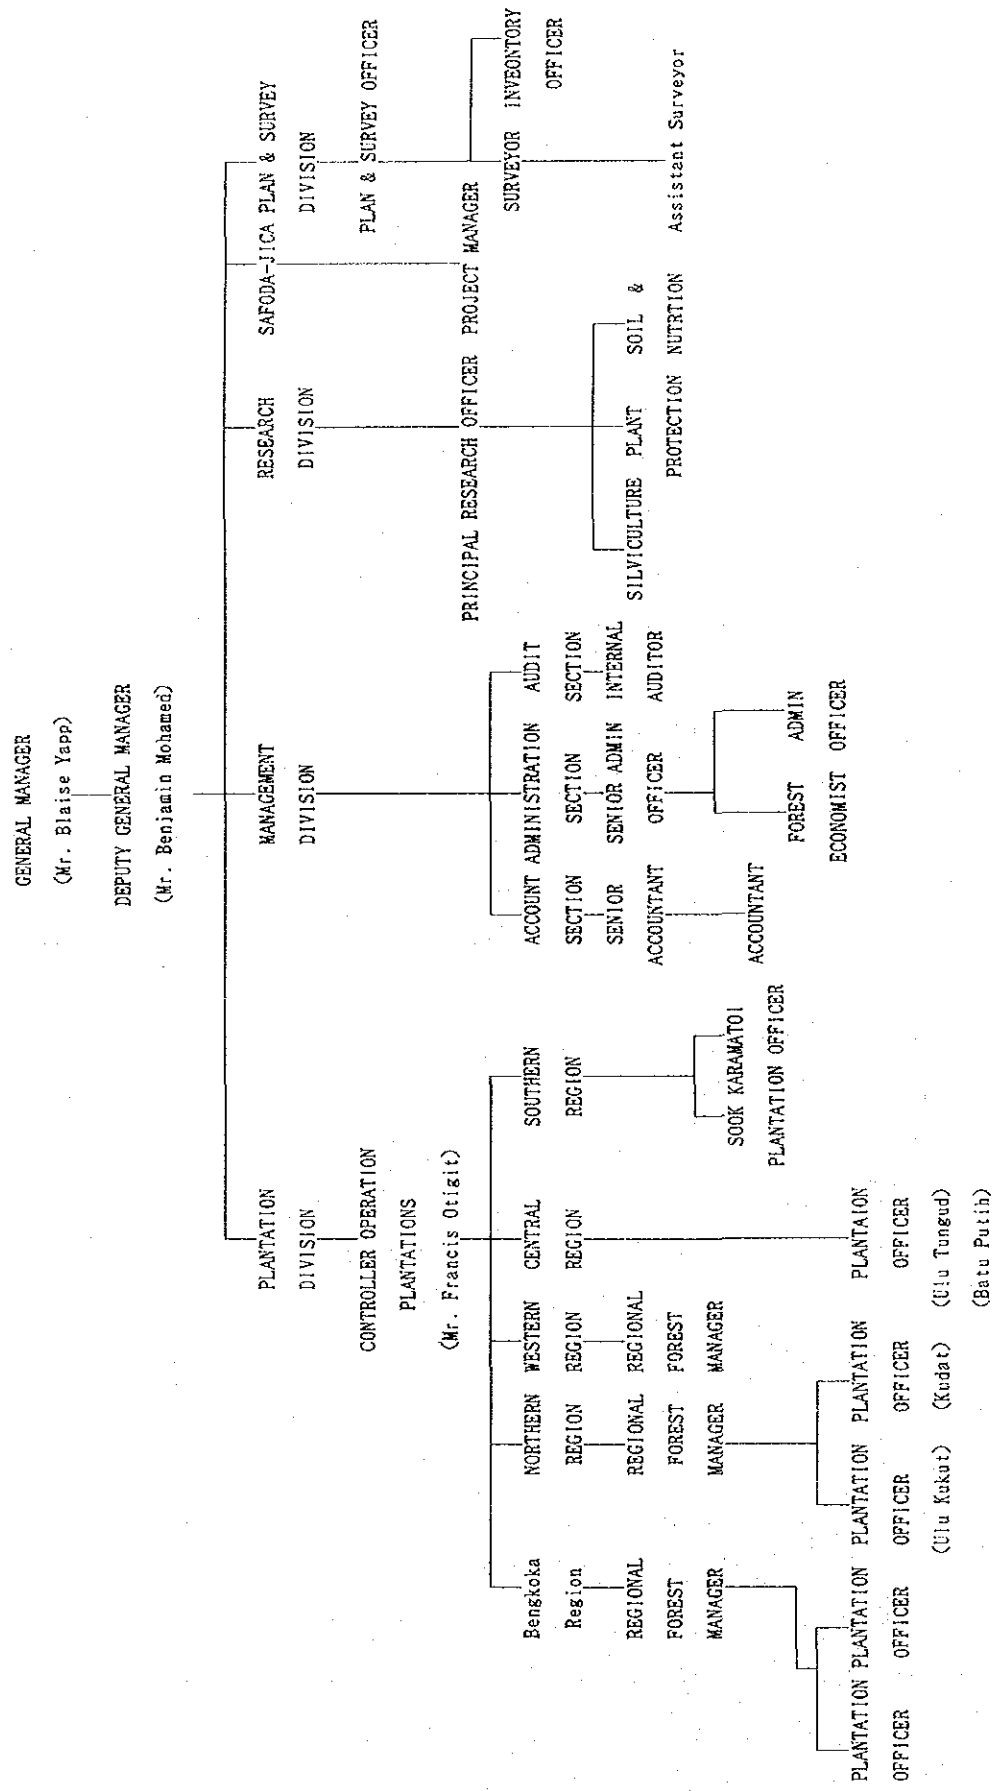 GENERAL MANAGER
(Mr. Blaise Yapp)
DEPUTY GENERAL MANAGER
(Mr. Benjamin Mohamed)
PLANTATION MANAGEMENT RESEARCH SAFODA-JICA PLAN & SURVEY
DIVISION DIVISION DIVISION DIVISION
CONTROLLER OPERATION PLAN & SURVEY OFFICER
PLANTATIONS
(Mr. Francis Otigit) PRINCIPAL RESEARCH OFFICER PROJECT MANAGER
Bengkoka NORTHERN WESTERN CENTRAL SOUTHERN ACCOUNT ADMINISTRATION AUDIT SURVEYOR INVEONTORY
Region REGION REGION REGION REGION SECTION SECTION SECTION OFFICER
REGIONAL REGIONAL REGIONAL SENIOR SENIOR ADMIN INTERNAL SILVICULTURE PLANT SOIL &
FOREST FOREST FOREST ACCOUNTANT OFFICER AUDITOR PROTECTION NUTRTION Assistant Surveyor
MANAGER MANAGER MANAGER
SOOK KARAMATOI
PLANTATION OFFICER
ACCOUNTANT
FOREST ADMIN
ECONOMIST OFFICER
PLANTATION PLANTATION PLANTATION PLANTATION PLANTAION
OFFICER OFFICER OFFICER OFFICER OFFICER
(Ulu Kukut) (Kudat) (Ulu Tungud)
(Batu Putih)